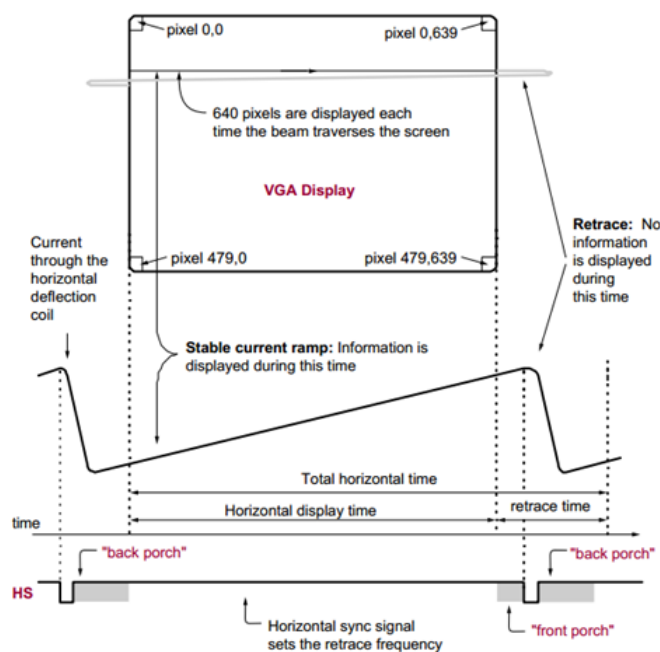 pixel 0,0
pixel 0,639
640 pixels are displayed each
time the beam traverses the screen
VGA Display
Retrace: No
information
is displayed
during
this time
Current
through the
horizontal
deflection
coil
pixel 479,0
pixel 479,639
Stable current ramp: Information is
displayed during this time
Total horizontal time
Horizontal display time
retrace time
time
"back porch"
"back porch"
HS
Horizontal sync signal
sets the retrace frequency
"front porch"